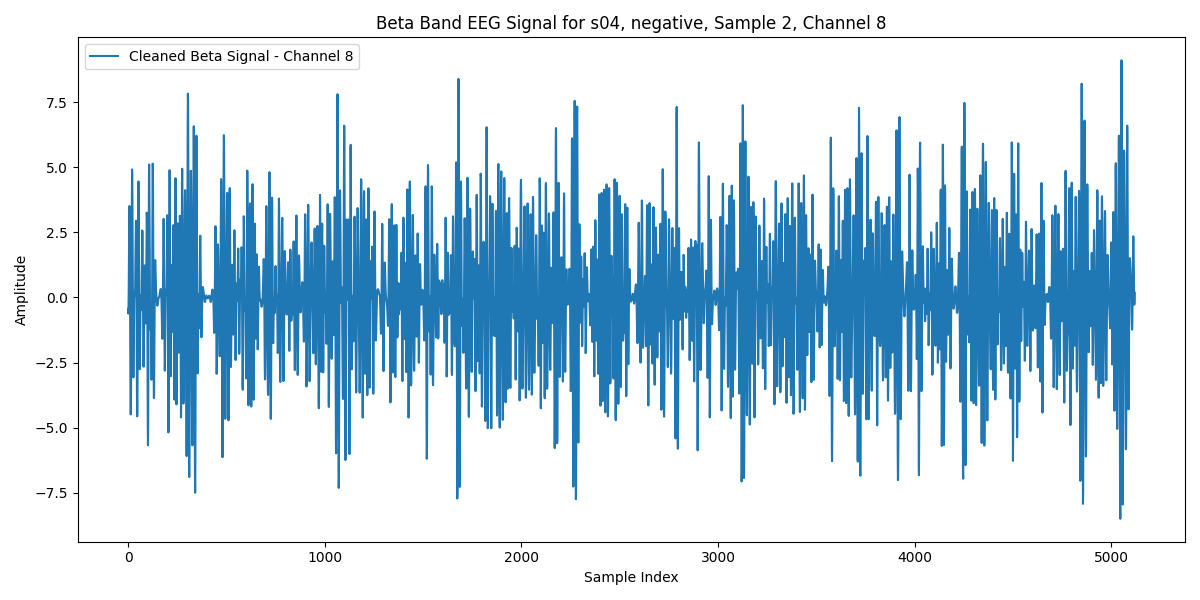 Beta Band EEG Signal for s04, negative, Sample 2, Channel 8
Cleaned Beta Signal - Channel 8
Amplitude
7.5
5.0
2.5
0.0
−2.5
−5.0
−7.5
0 1000 2000 3000 4000 5000
Sample Index